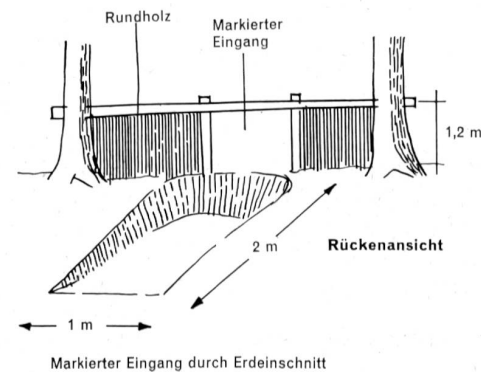 Rundholz
Markierter
Eingang
1,2 m
2 m
Rückenansicht
1 m
Markierter Eingang durch Erdeinschnitt